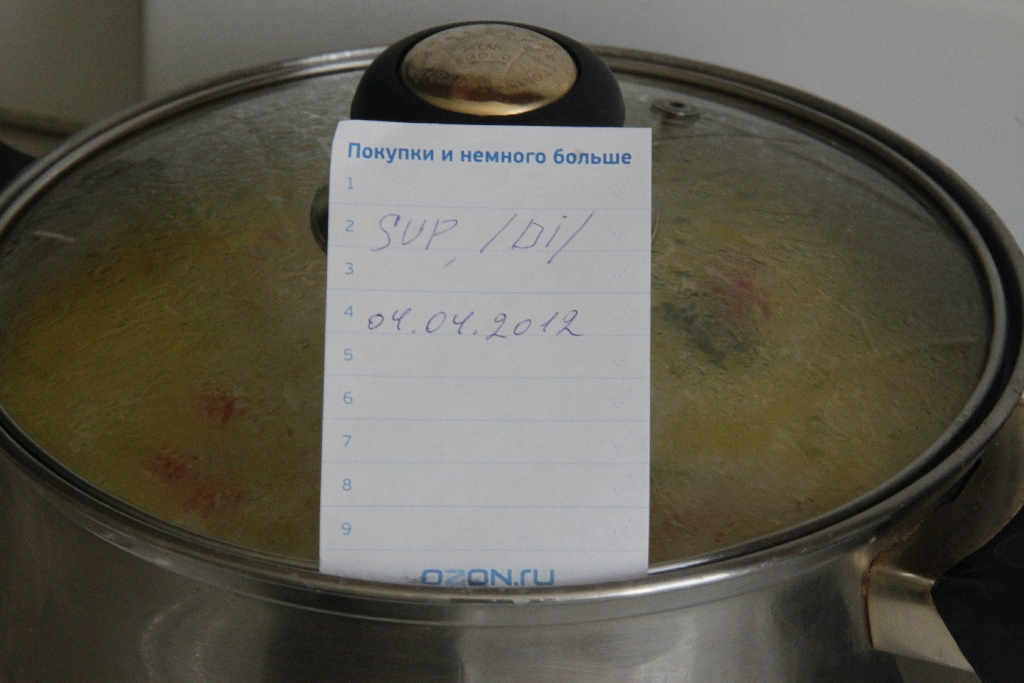 Покупки и немного больше
1
2 SUP, /Di/
3
4 04.04.2012
5
6
7
8
9
OZON.ru